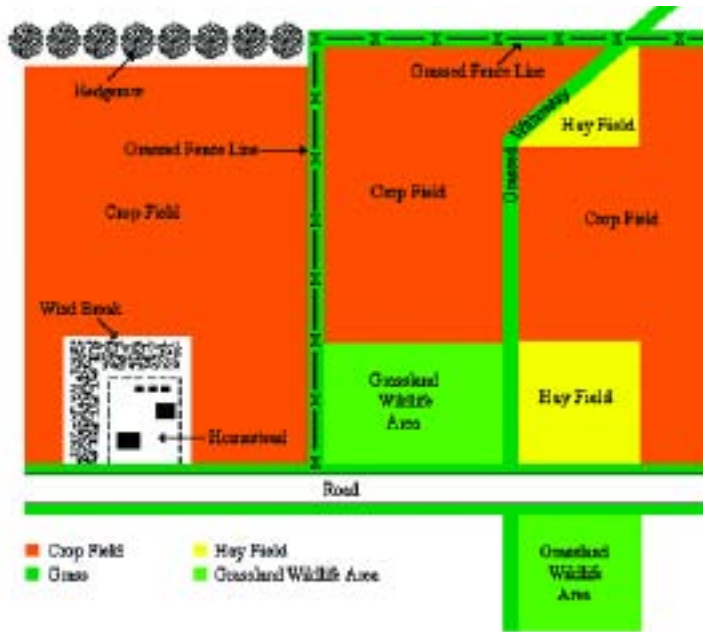 Grassed Fence Line
Hedgerow
Grassed Waterway
Hay Field
Grassed Fence Line
Crop Field
Crop Field
Crop Field
Wind Break
Grassland
Wildlife
Area
Hay Field
Homestead
Road
Crop Field
Hay Field
Grass
Grassland Wildlife Area
Grassland
Wildlife
Area